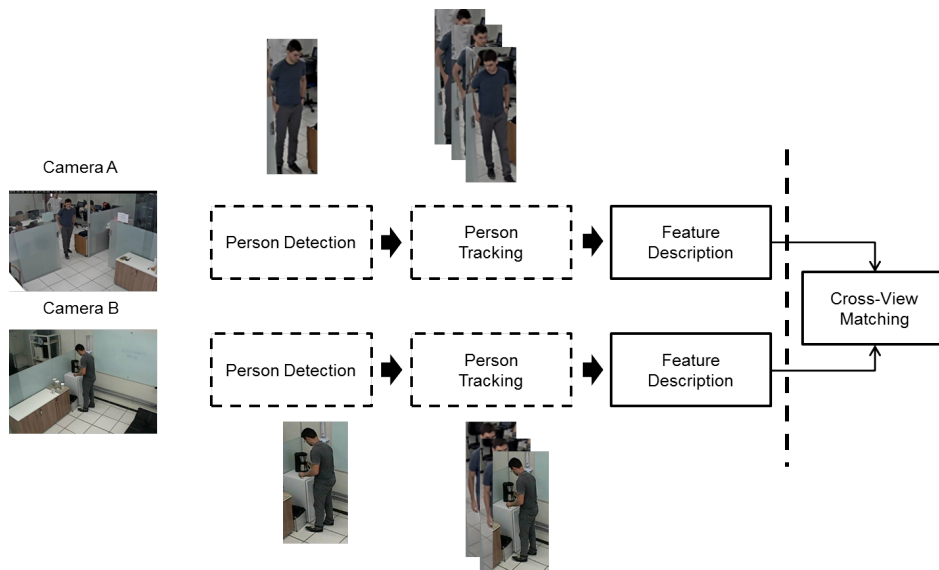 Camera A
Person Detection
Person
Tracking
Feature
Description
Cross-View
Matching
Camera B
Person Detection
Person
Tracking
Feature
Description